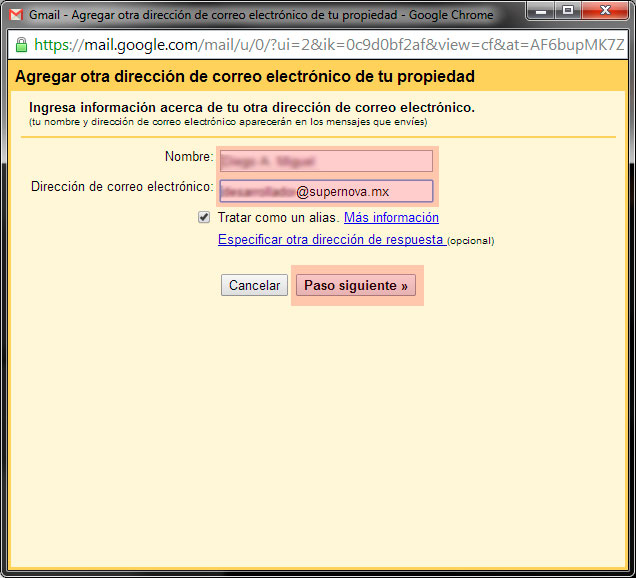 Gmail - Agregar otra dirección de correo electrónico de tu propiedad - Google Chrome
https://mail.google.com/mail/u/0/?ui=2&ik=0c9d0bf2af&view=cf&at=AF6bupMK7Z
Agregar otra dirección de correo electrónico de tu propiedad
Ingresa información acerca de tu otra dirección de correo electrónico.
(tu nombre y dirección de correo electrónico aparecerán en los mensajes que envíes)
Nombre:
Dirección de correo electrónico: @supernova.mx
Tratar como un alias. Más información
Especificar otra dirección de respuesta (opcional)
Cancelar Paso siguiente »